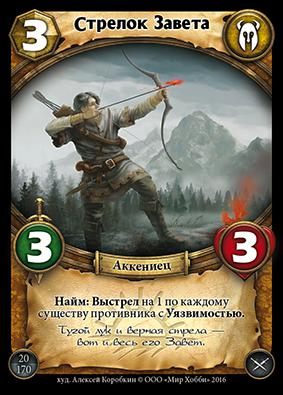 3
Стрелок Завета
3
Аккениец
3
Найм: Выстрел на 1 по каждому
существу противника с Уязвимостью.
Тугой лук и верная стрела —
вот и весь его Завет.
20
170
худ. Алексей Коробкин © ООО «Мир Хобби» 2016